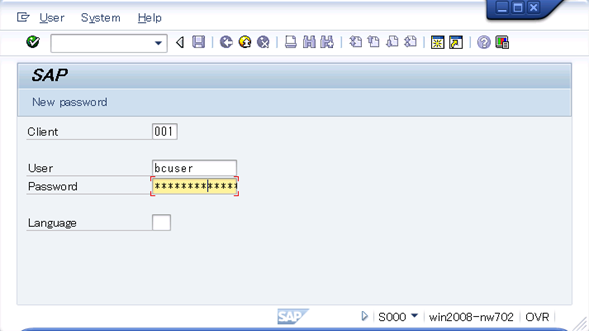 User System Help
SAP
New password
Client 001
User bcuser
Password *************
Language
SAP S000 win2008-nw702 OVR